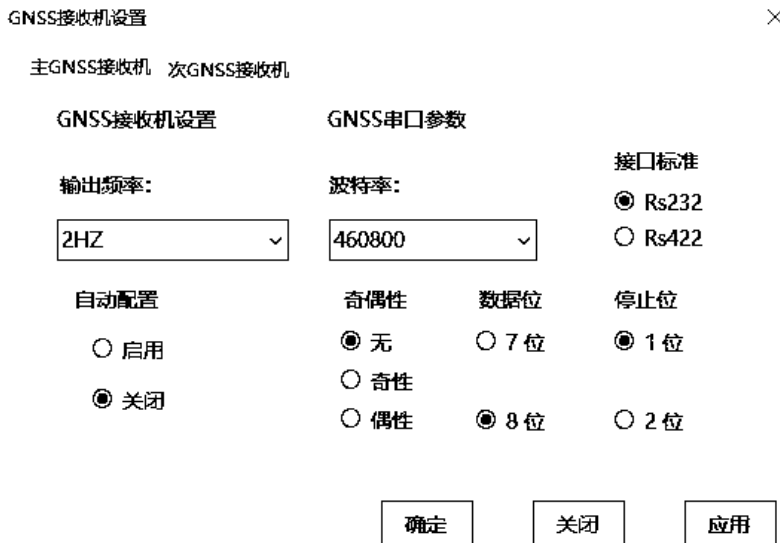 GNSS接收机设置
主GNSS接收机 次GNSS接收机
GNSS接收机设置 GNSS串口参数
接口标准
输出频率: 波特率:
Rs232
2HZ 460800 Rs422
自动配置 奇偶性 数据位 停止位
无 7 位 1 位
启用
奇性
关闭
偶性 8 位 2 位
确定 关闭 应用